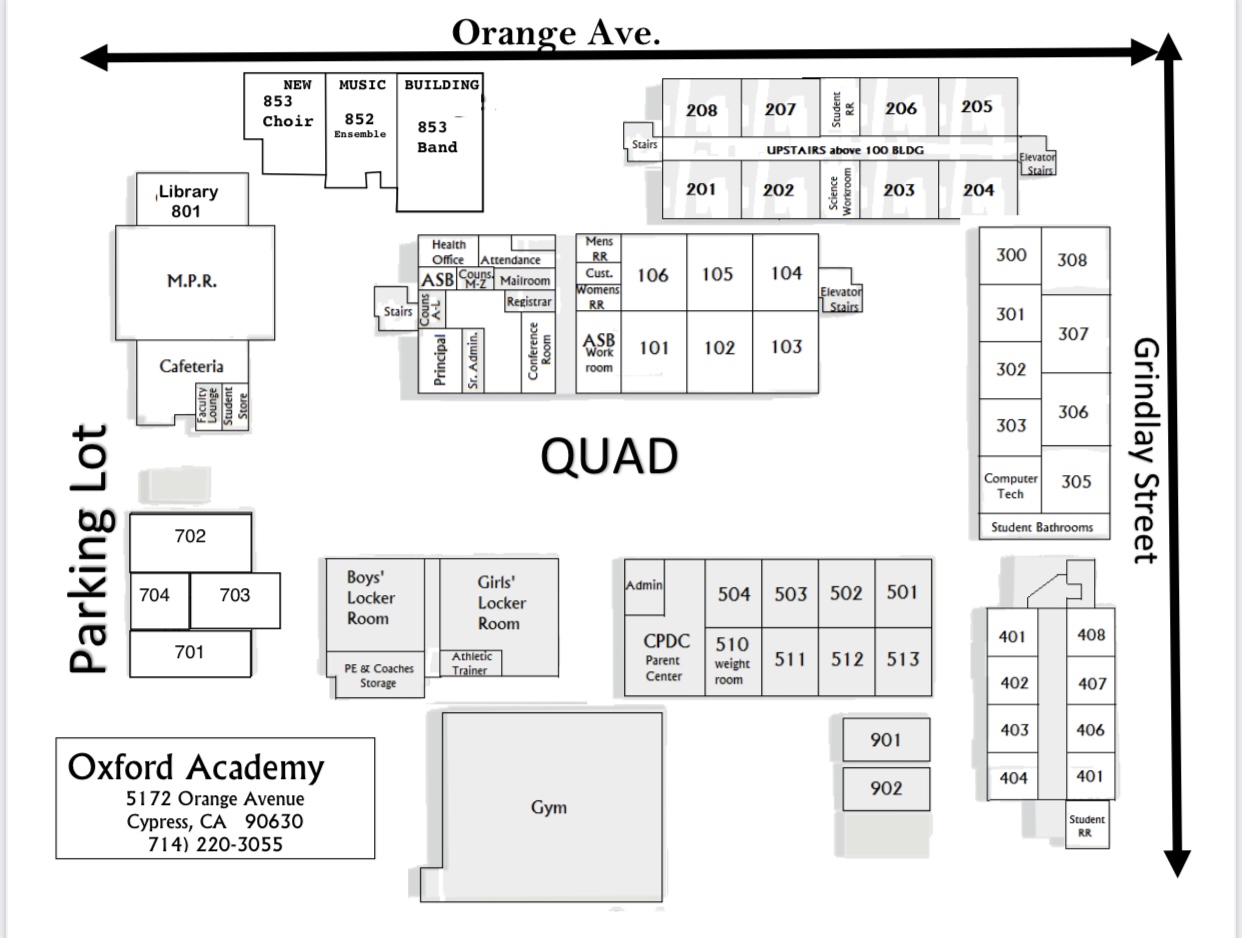 Orange Ave.
NEW MUSIC BUILDING
853
Choir
852
Ensemble
853
Band
208
207
Student
RR
206
205
Stairs
UPSTAIRS above 100 BLDG
Elevator
Stairs
201
202
Science
Workroom
203
204
Library
801
M.P.R.
Cafeteria
Faculty
Lounge
Student
Store
Health
Office
Attendance
ASB
Couns.
M-Z
Mailroom
Stairs
Couns
A-L
Registrar
Principal
Sr. Admin.
Conference
Room
Mens
RR
Cust.
Womens
RR
106
105
104
Elevator
Stairs
ASB
Work
room
101
102
103
300
308
301
307
302
303
306
Computer
Tech
305
Student Bathrooms
Grindlay Street
QUAD
Parking Lot
702
704
703
701
Boys'
Locker
Room
Girls'
Locker
Room
PE & Coaches
Storage
Athletic
Trainer
Admin
CPDC
Parent
Center
504
503
502
501
510
weight
room
511
512
513
401
408
402
407
403
406
404
401
Student
RR
901
902
Gym
Oxford Academy
5172 Orange Avenue
Cypress, CA 90630
714) 220-3055